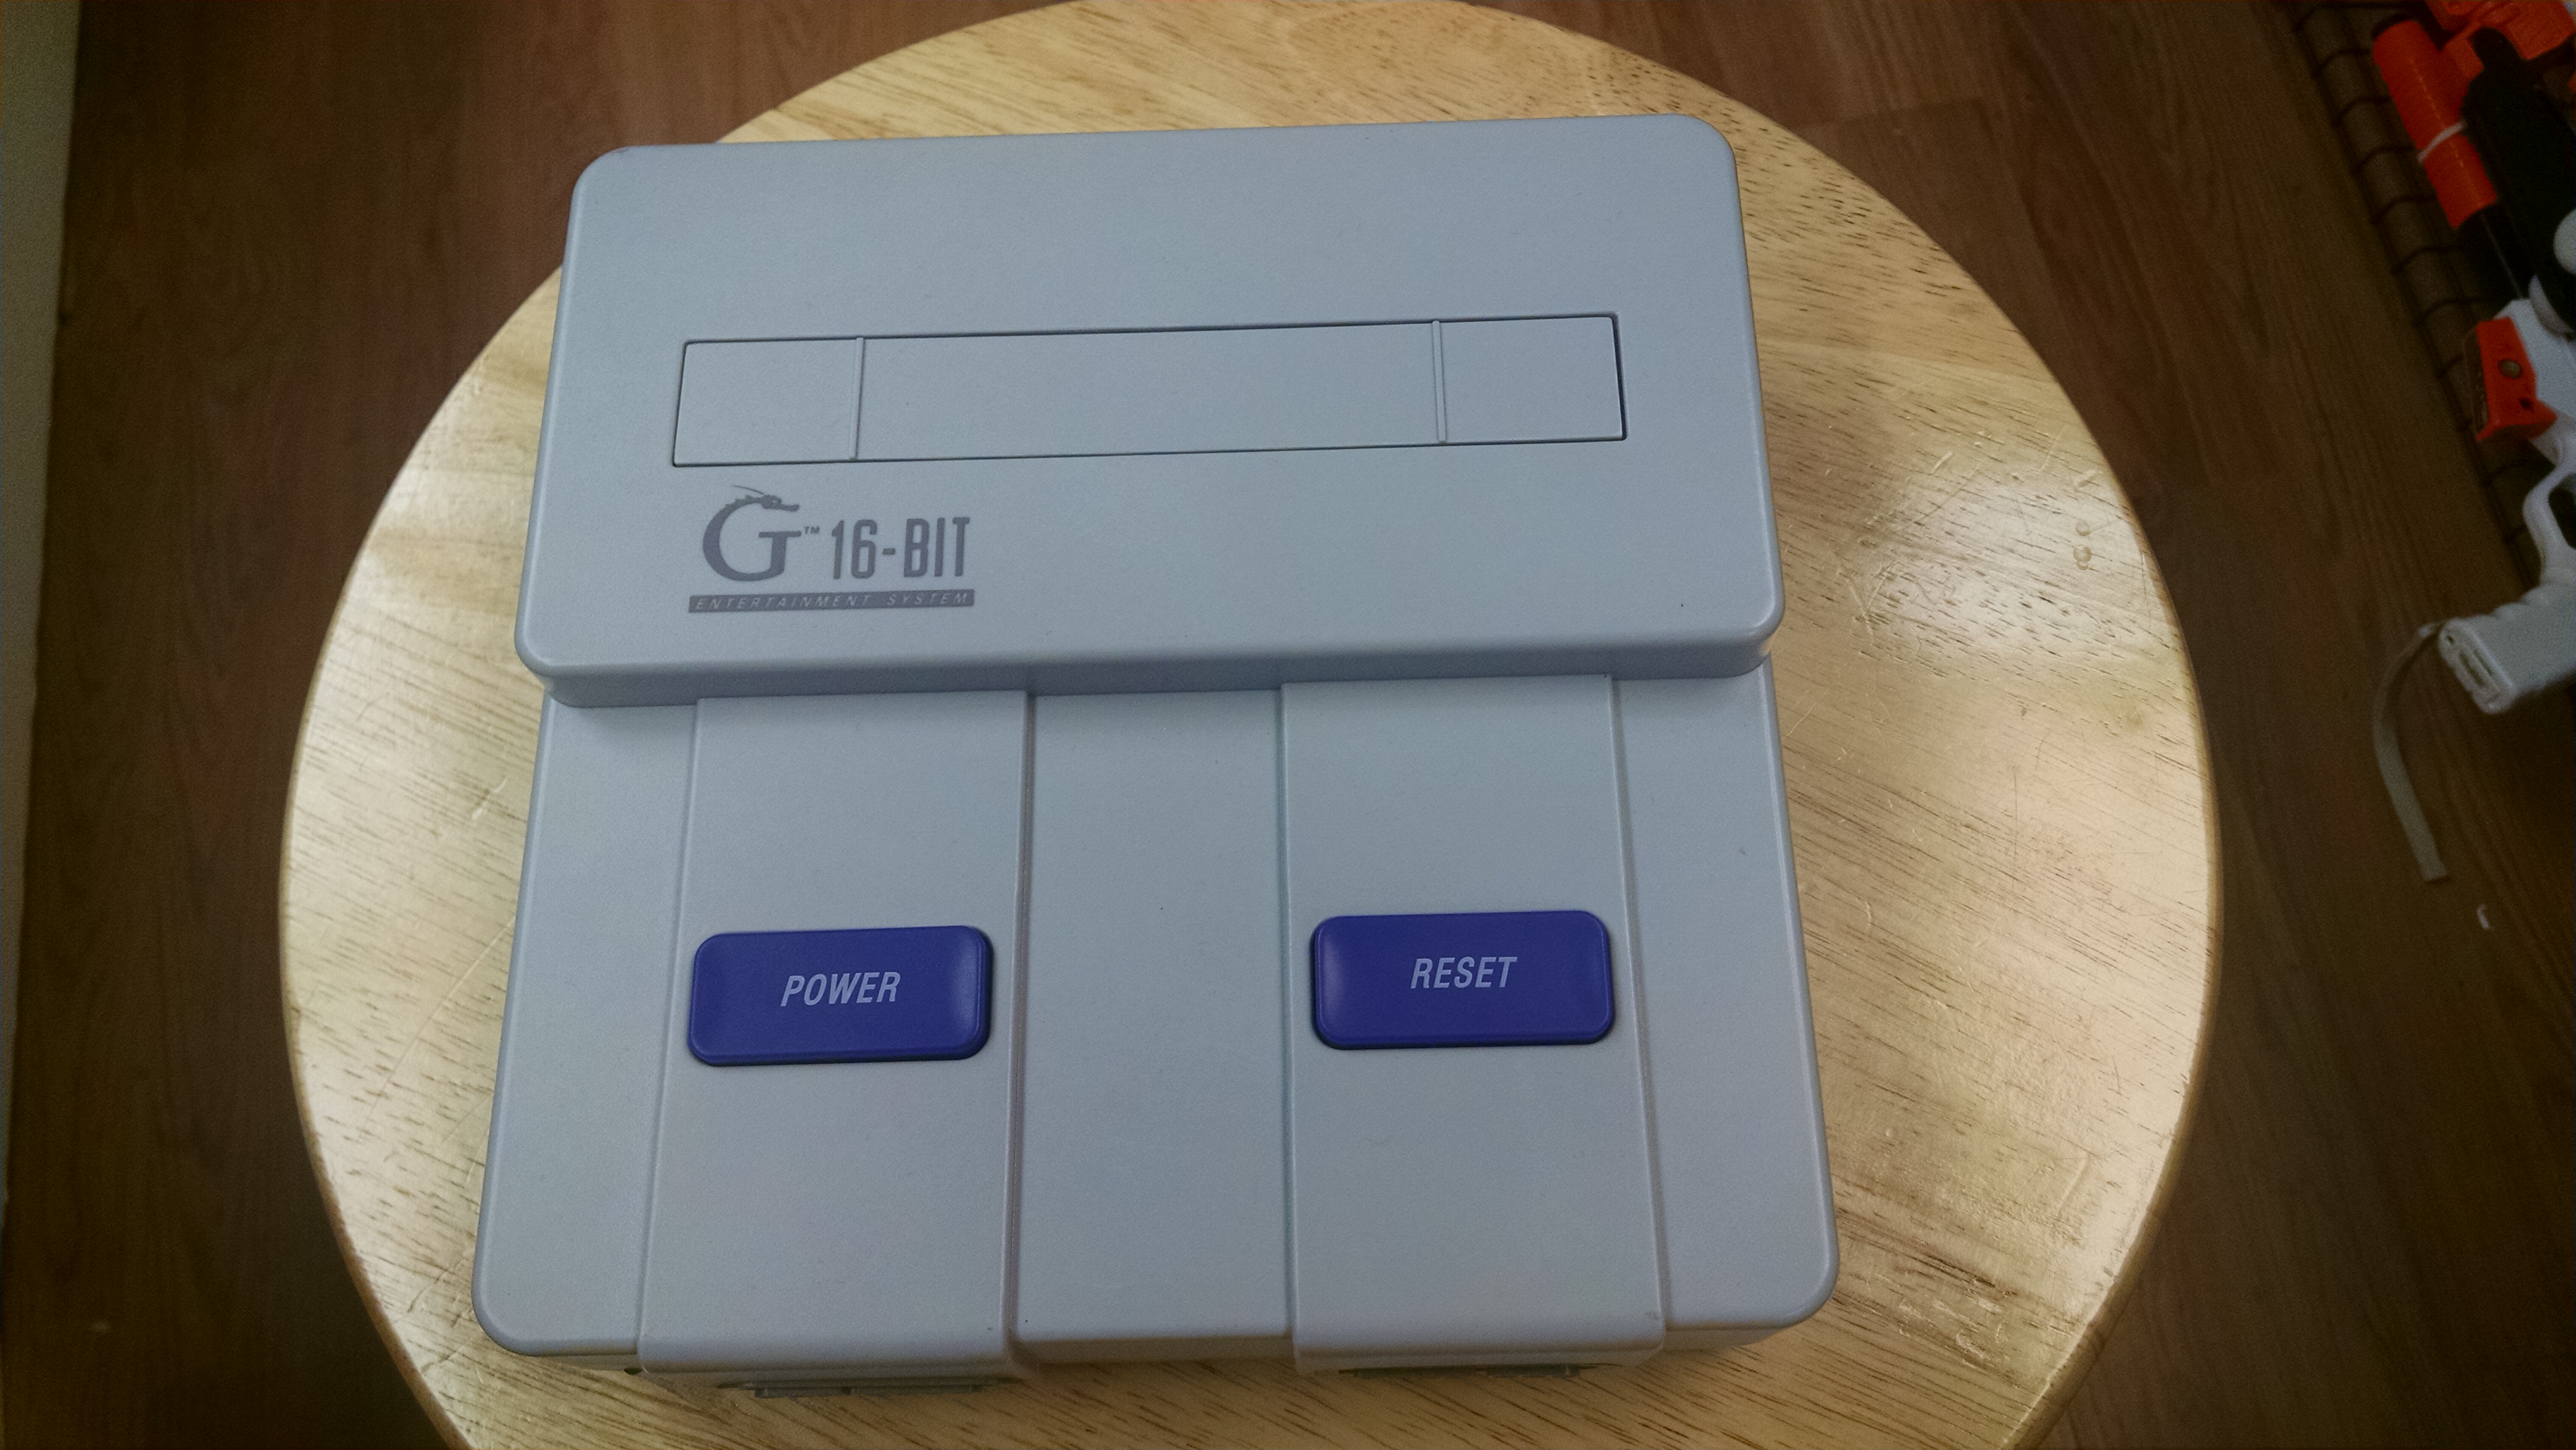 G™ 16-BIT
ENTERTAINMENT SYSTEM
POWER
RESET